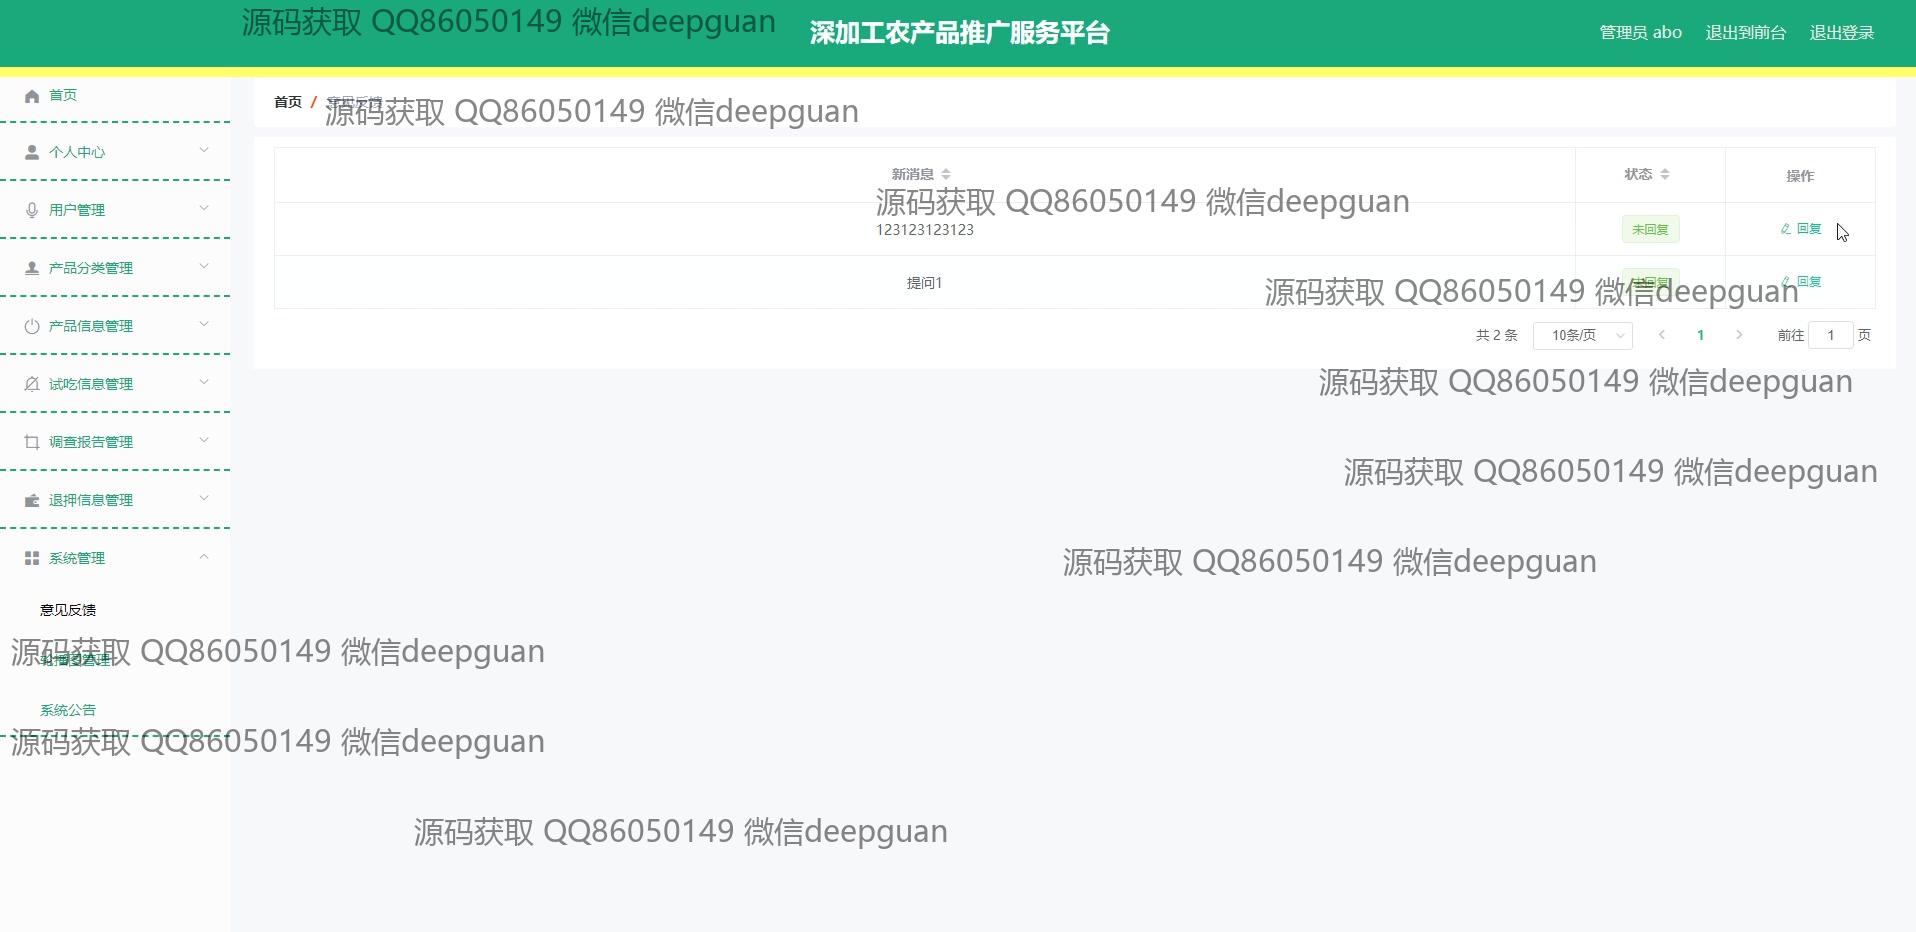 源码获取 QQ86050149 微信deepguan
深加工农产品推广服务平台
管理员 abo 退出到前台 退出登录
首页
首页 / 意见反馈
源码获取 QQ86050149 微信deepguan
个人中心
新消息 状态 操作
源码获取 QQ86050149 微信deepguan
用户管理
123123123123 未回复 回复
产品分类管理
提问1 未回复 回复
源码获取 QQ86050149 微信deepguan
产品信息管理
共 2 条 10条/页 1 前往 1 页
试吃信息管理
源码获取 QQ86050149 微信deepguan
调查报告管理
源码获取 QQ86050149 微信deepguan
退押信息管理
系统管理
源码获取 QQ86050149 微信deepguan
意见反馈
源码获取 QQ86050149 微信deepguan
轮播图管理
系统公告
源码获取 QQ86050149 微信deepguan
源码获取 QQ86050149 微信deepguan